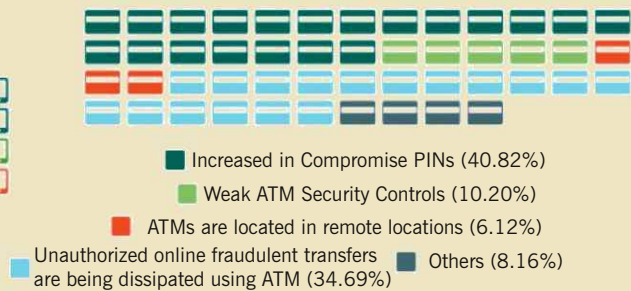 Increased in Compromise PINs (40.82%)
Weak ATM Security Controls (10.20%)
ATMs are located in remote locations (6.12%)
Unauthorized online fraudulent transfers
are being dissipated using ATM (34.69%)
Others (8.16%)